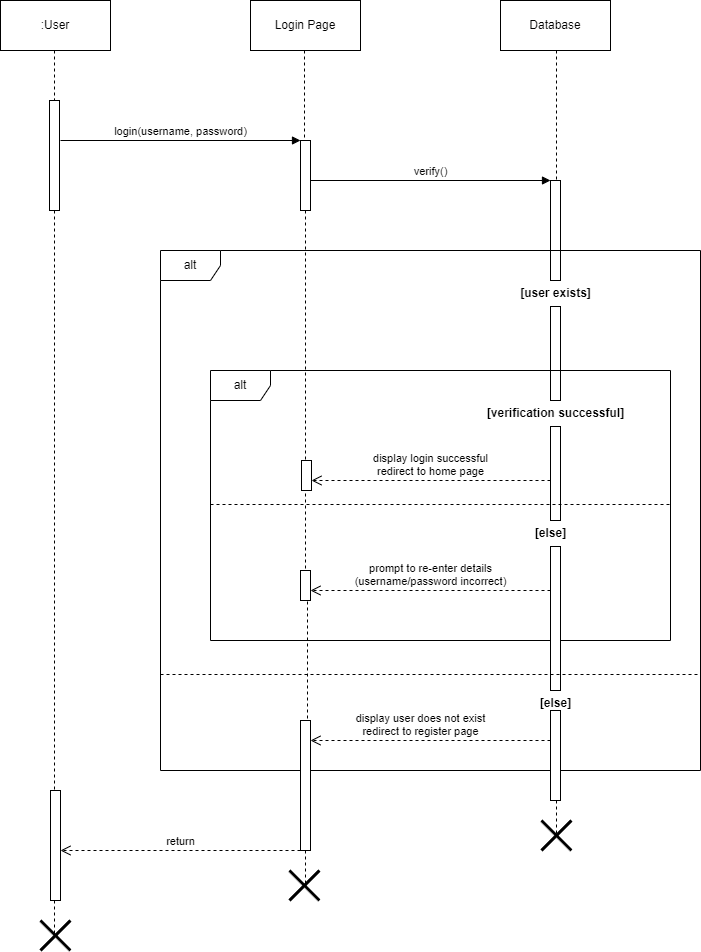 :User
Login Page
Database
login(username, password)
verify()
alt
[user exists]
alt
[verification successful]
display login successful
redirect to home page
[else]
prompt to re-enter details
(username/password incorrect)
[else]
display user does not exist
redirect to register page
return